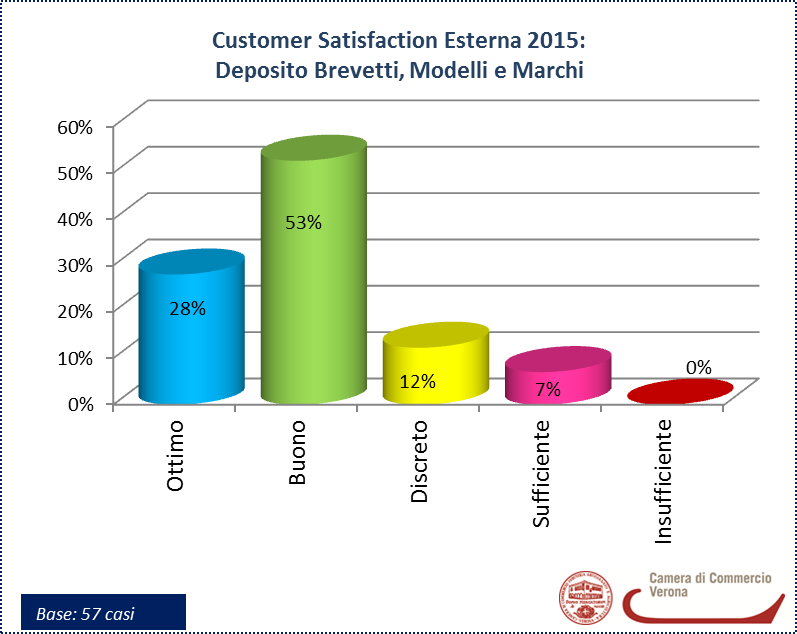 Customer Satisfaction Esterna 2015:
Deposito Brevetti, Modelli e Marchi
60%
50%
40%
30%
20%
10%
0%
28%
53%
12%
7%
0%
Ottimo
Buono
Discreto
Sufficiente
Insufficiente
Base: 57 casi
Camera di Commercio
Verona